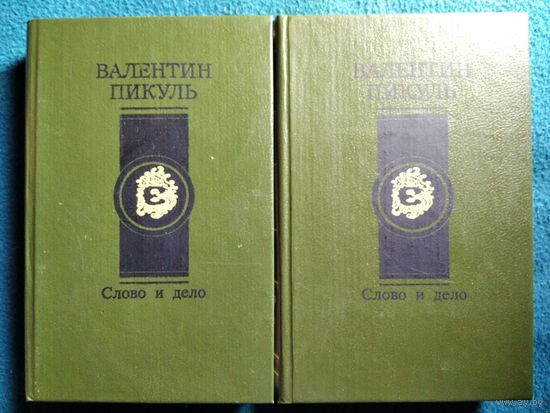 ВАЛЕНТИН
ПИКУЛЬ
Слово и дело
ВАЛЕНТИН
ПИКУЛЬ
Слово и дело